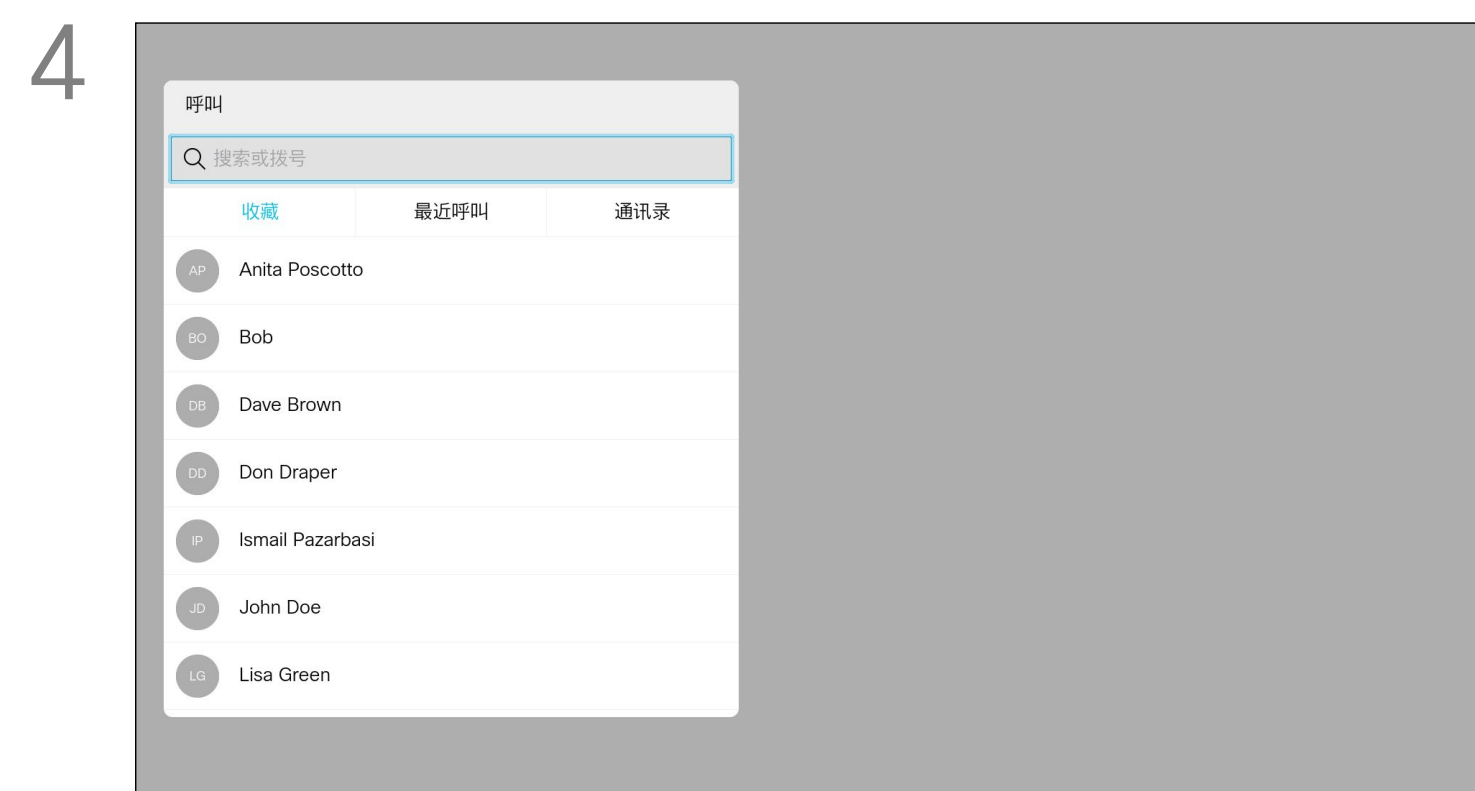 4
呼叫
搜索或拨号
收藏 最近呼叫 通讯录
AP Anita Poscotto
BO Bob
DB Dave Brown
DD Don Draper
IP Ismail Pazarbasi
JD John Doe
LG Lisa Green